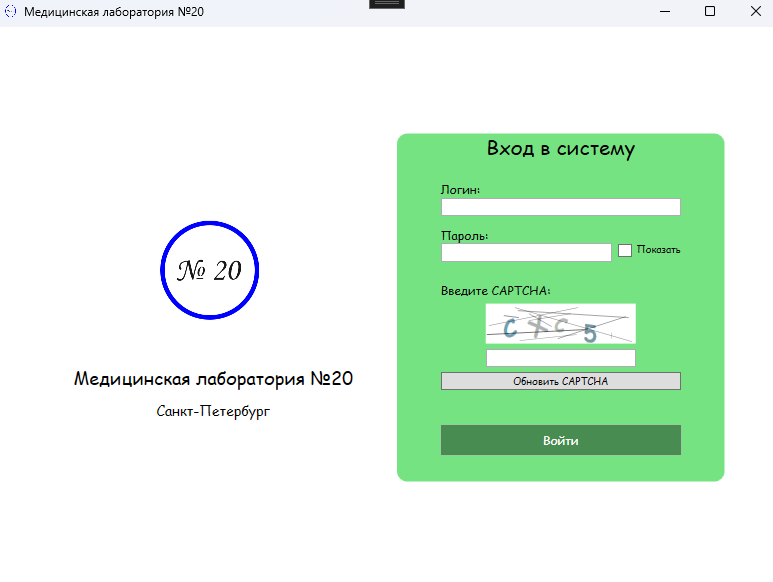 Медицинская лаборатория №20
№ 20
Медицинская лаборатория №20
Санкт-Петербург
Вход в систему
Логин:
Пароль:
Показать
Введите CAPTCHA:
CXC5
Обновить CAPTCHA
Войти